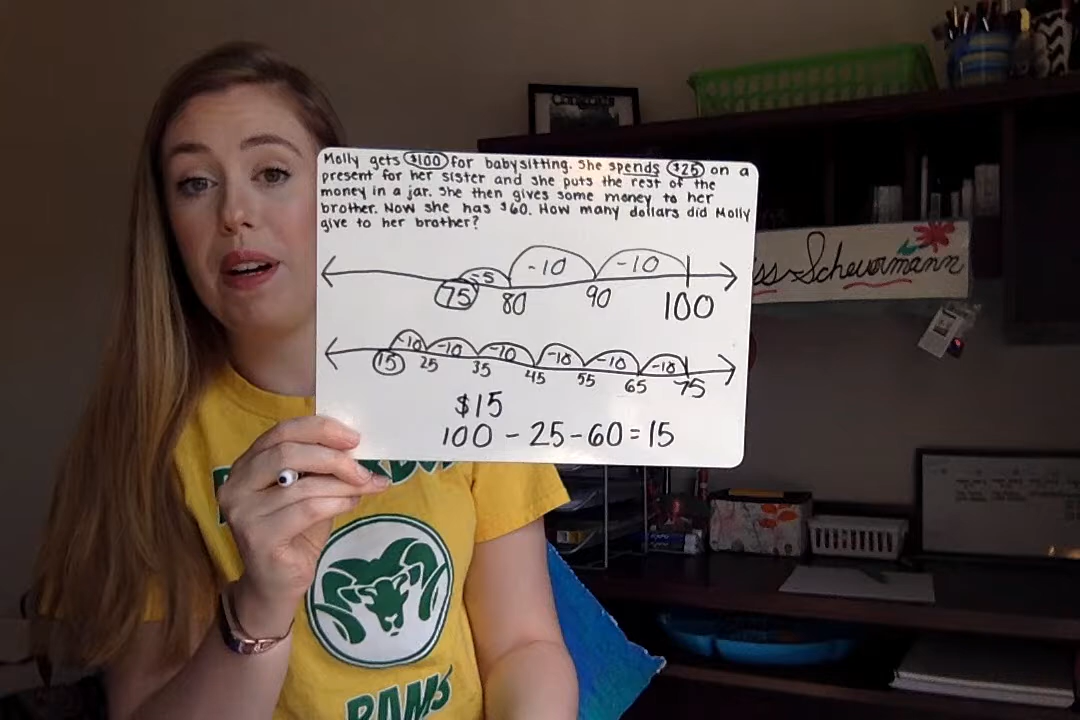 Molly gets $100 for babysitting. She spends $25 on a
present for her sister and she puts the rest of the
money in a jar. She then gives some money to her
brother. Now she has $60. How many dollars did Molly
give to her brother?
-5 -10 -10
75 80 90 100
-10 -10 -10 -10 -10 -10
15 25 35 45 55 65 75
$15
100 - 25 - 60 = 15
ss Scheuermann
RAMS